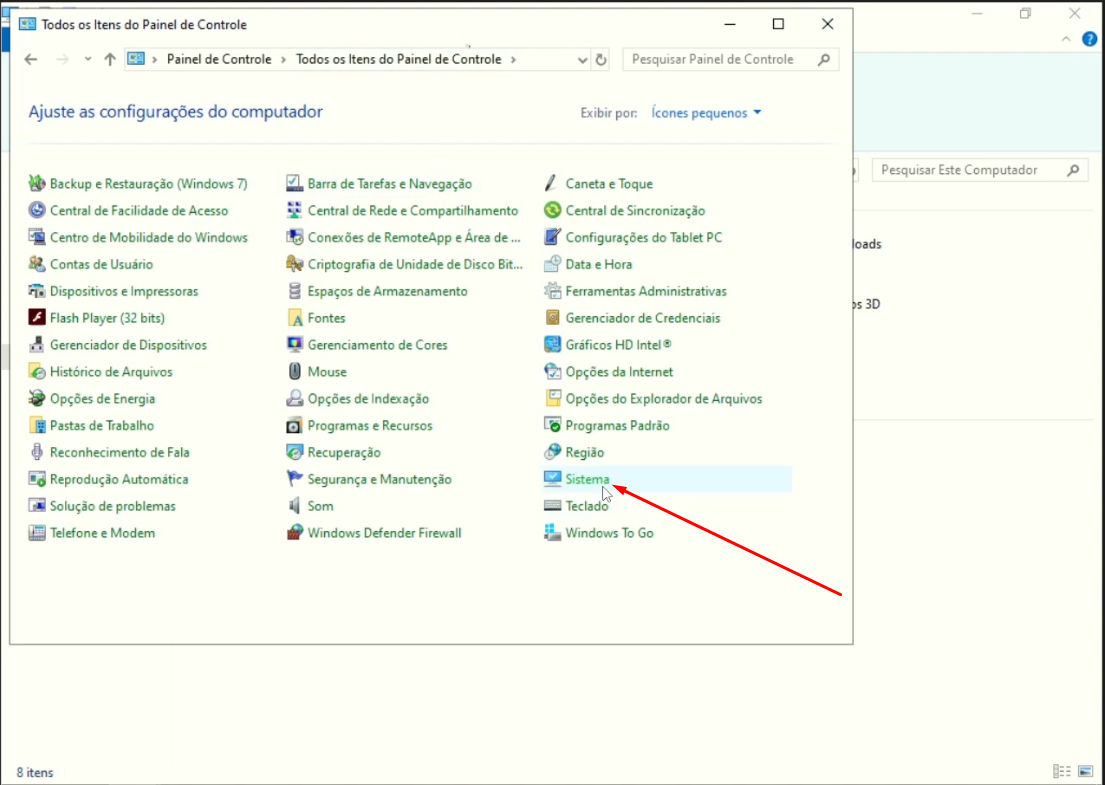 Todos os Itens do Painel de Controle
Painel de Controle > Todos os Itens do Painel de Controle >
Pesquisar Painel de Controle
Ajuste as configurações do computador
Exibir por: Ícones pequenos
Pesquisar Este Computador
Backup e Restauração (Windows 7)
Barra de Tarefas e Navegação
Caneta e Toque
Central de Facilidade de Acesso
Central de Rede e Compartilhamento
Central de Sincronização
Centro de Mobilidade do Windows
Conexões de RemoteApp e Área de ...
Configurações do Tablet PC
loads
Contas de Usuário
Criptografia de Unidade de Disco Bit...
Data e Hora
Dispositivos e Impressoras
Espaços de Armazenamento
Ferramentas Administrativas
os 3D
Flash Player (32 bits)
Fontes
Gerenciador de Credenciais
Gerenciador de Dispositivos
Gerenciamento de Cores
Gráficos HD Intel®
Histórico de Arquivos
Mouse
Opções da Internet
Opções de Energia
Opções de Indexação
Opções do Explorador de Arquivos
Pastas de Trabalho
Programas e Recursos
Programas Padrão
Reconhecimento de Fala
Recuperação
Região
Reprodução Automática
Segurança e Manutenção
Sistema
Solução de problemas
Som
Teclado
Telefone e Modem
Windows Defender Firewall
Windows To Go
8 itens